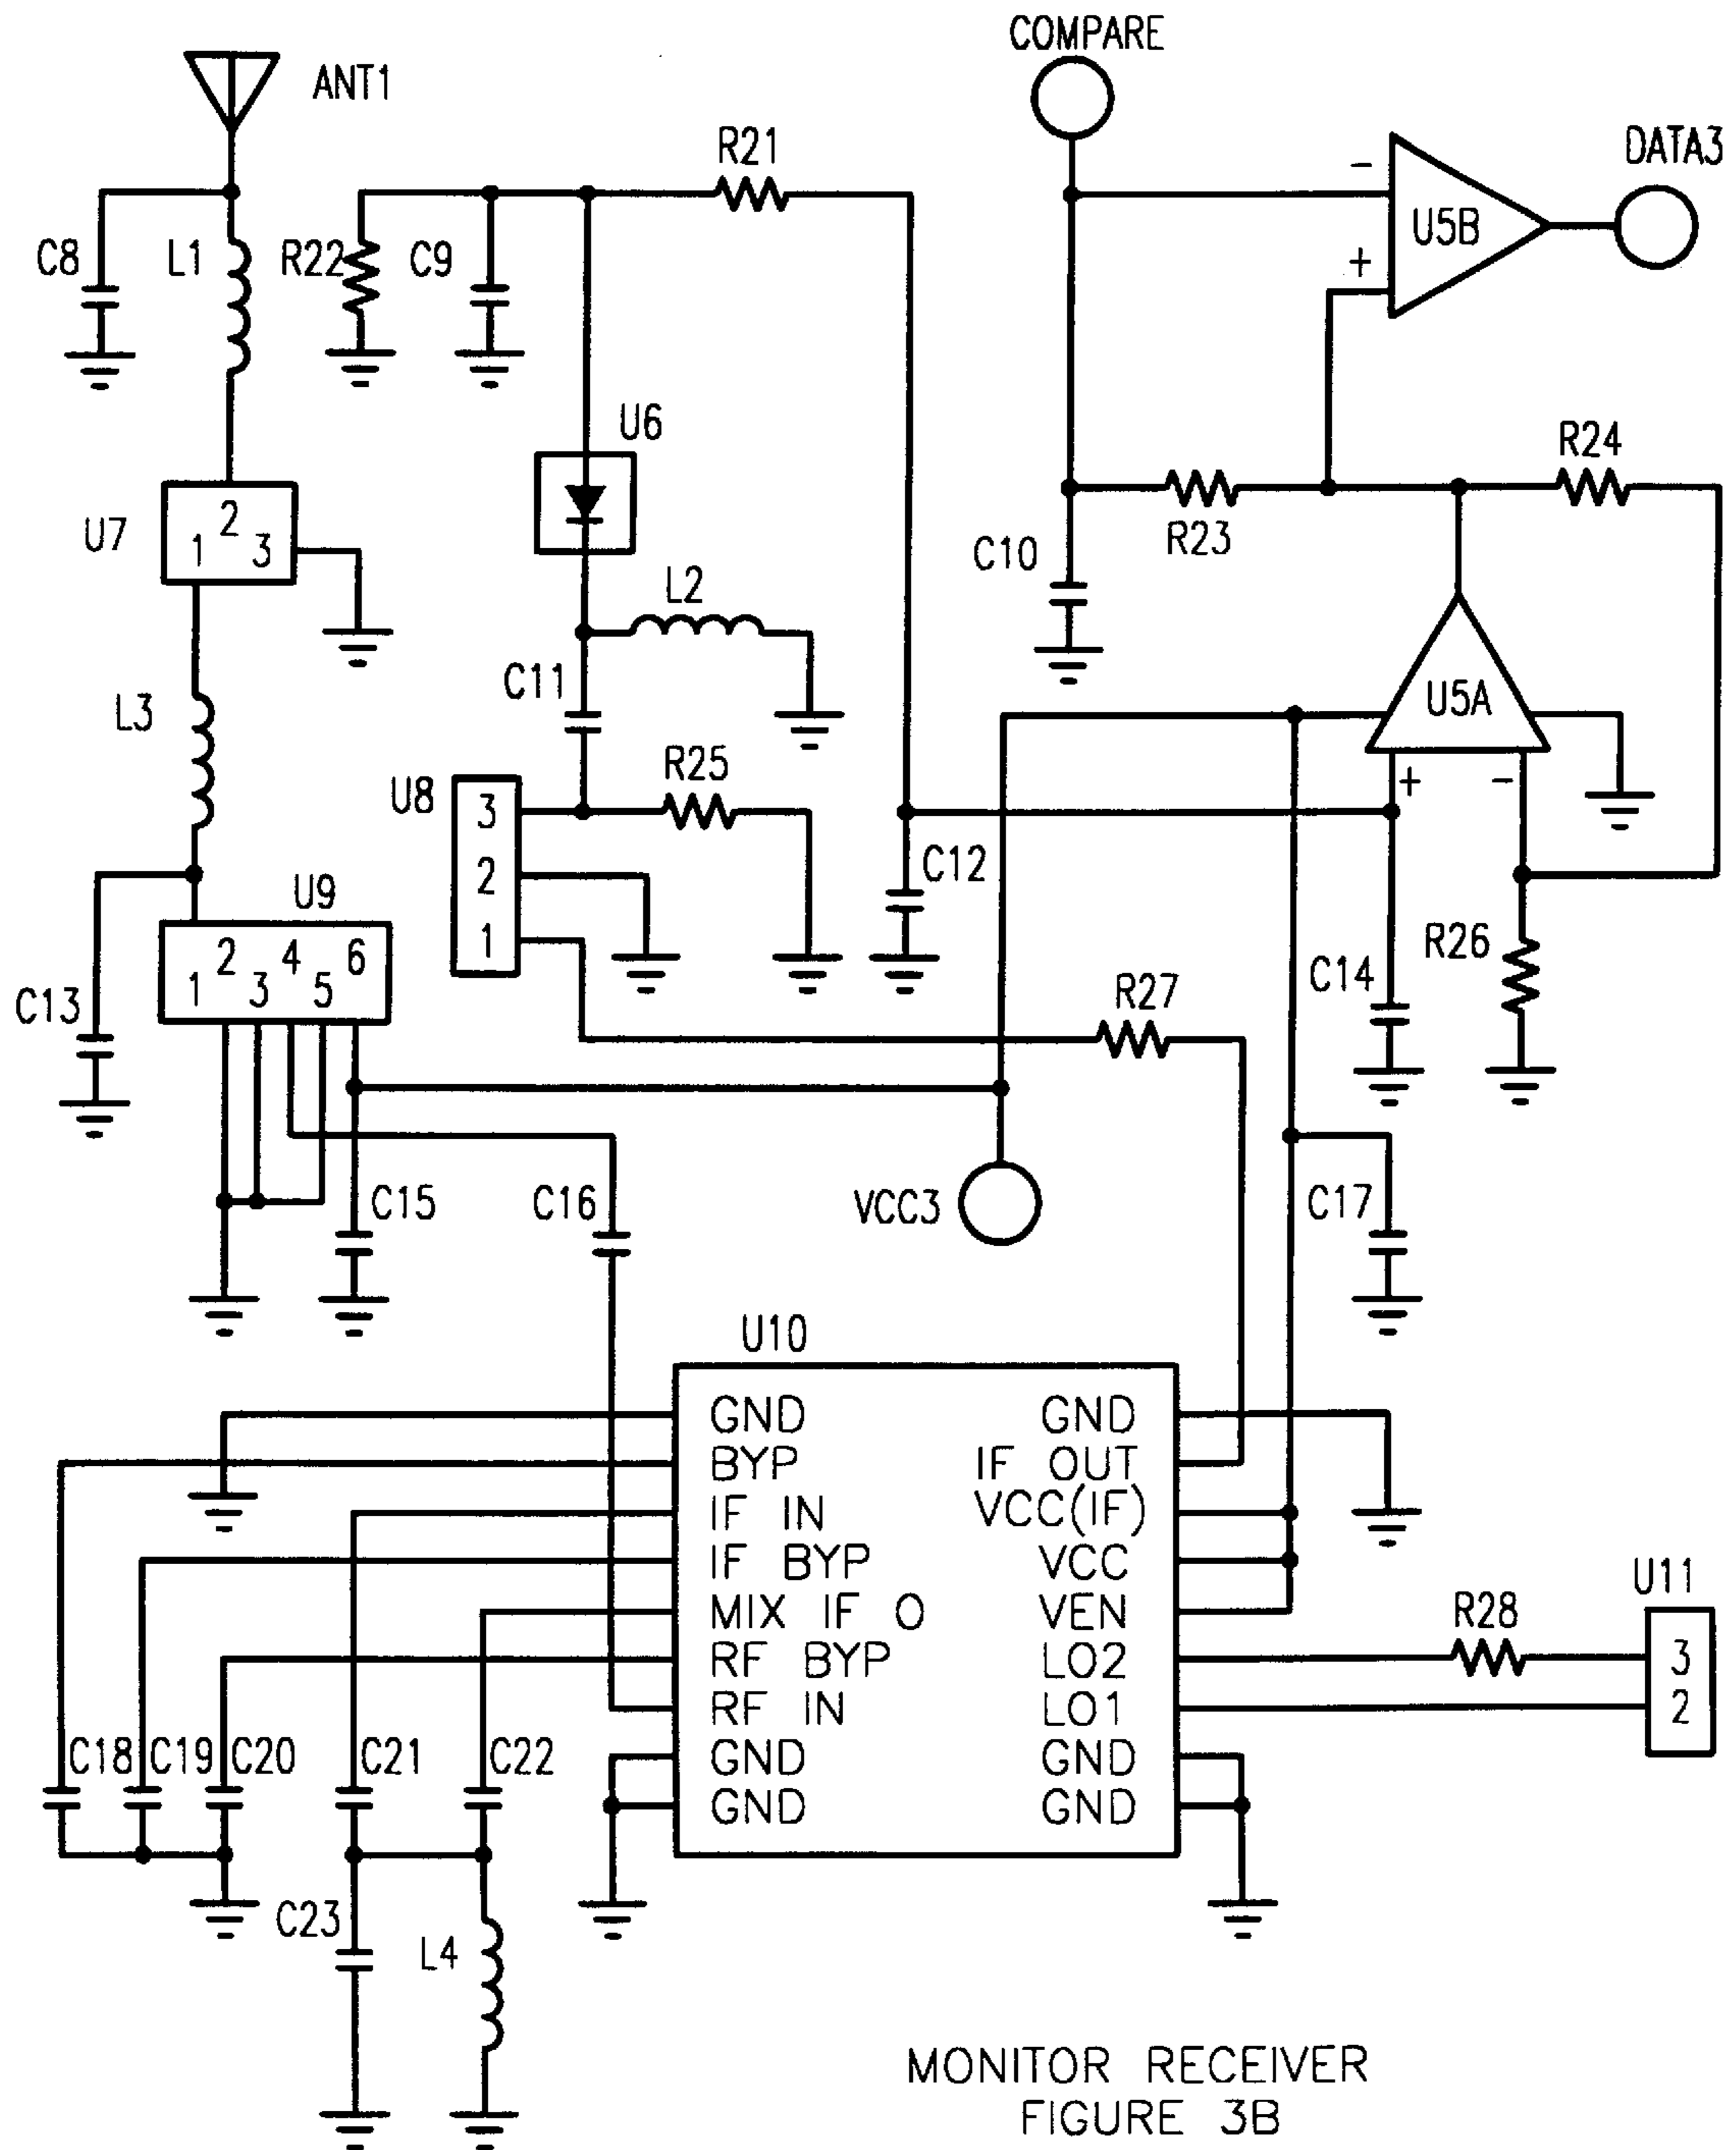 COMPARE
ANT1
R21
DATA3
-
U5B
+
C8
L1
R22
C9
U6
R24
U7
1 2 3
R23
C10
L2
C11
L3
U5A
+ -
U8
3
2
1
R25
C12
U9
1 2 3 4 5 6
C13
R26
C14
R27
C15
C16
VCC3
C17
U10
GND GND
BYP IF OUT
IF IN VCC(IF)
IF BYP VCC
MIX IF O VEN
RF BYP LO2
RF IN LO1
GND GND
GND GND
U11
R28
3
2
C18 C19 C20 C21 C22
C23
L4
MONITOR RECEIVER
FIGURE 3B